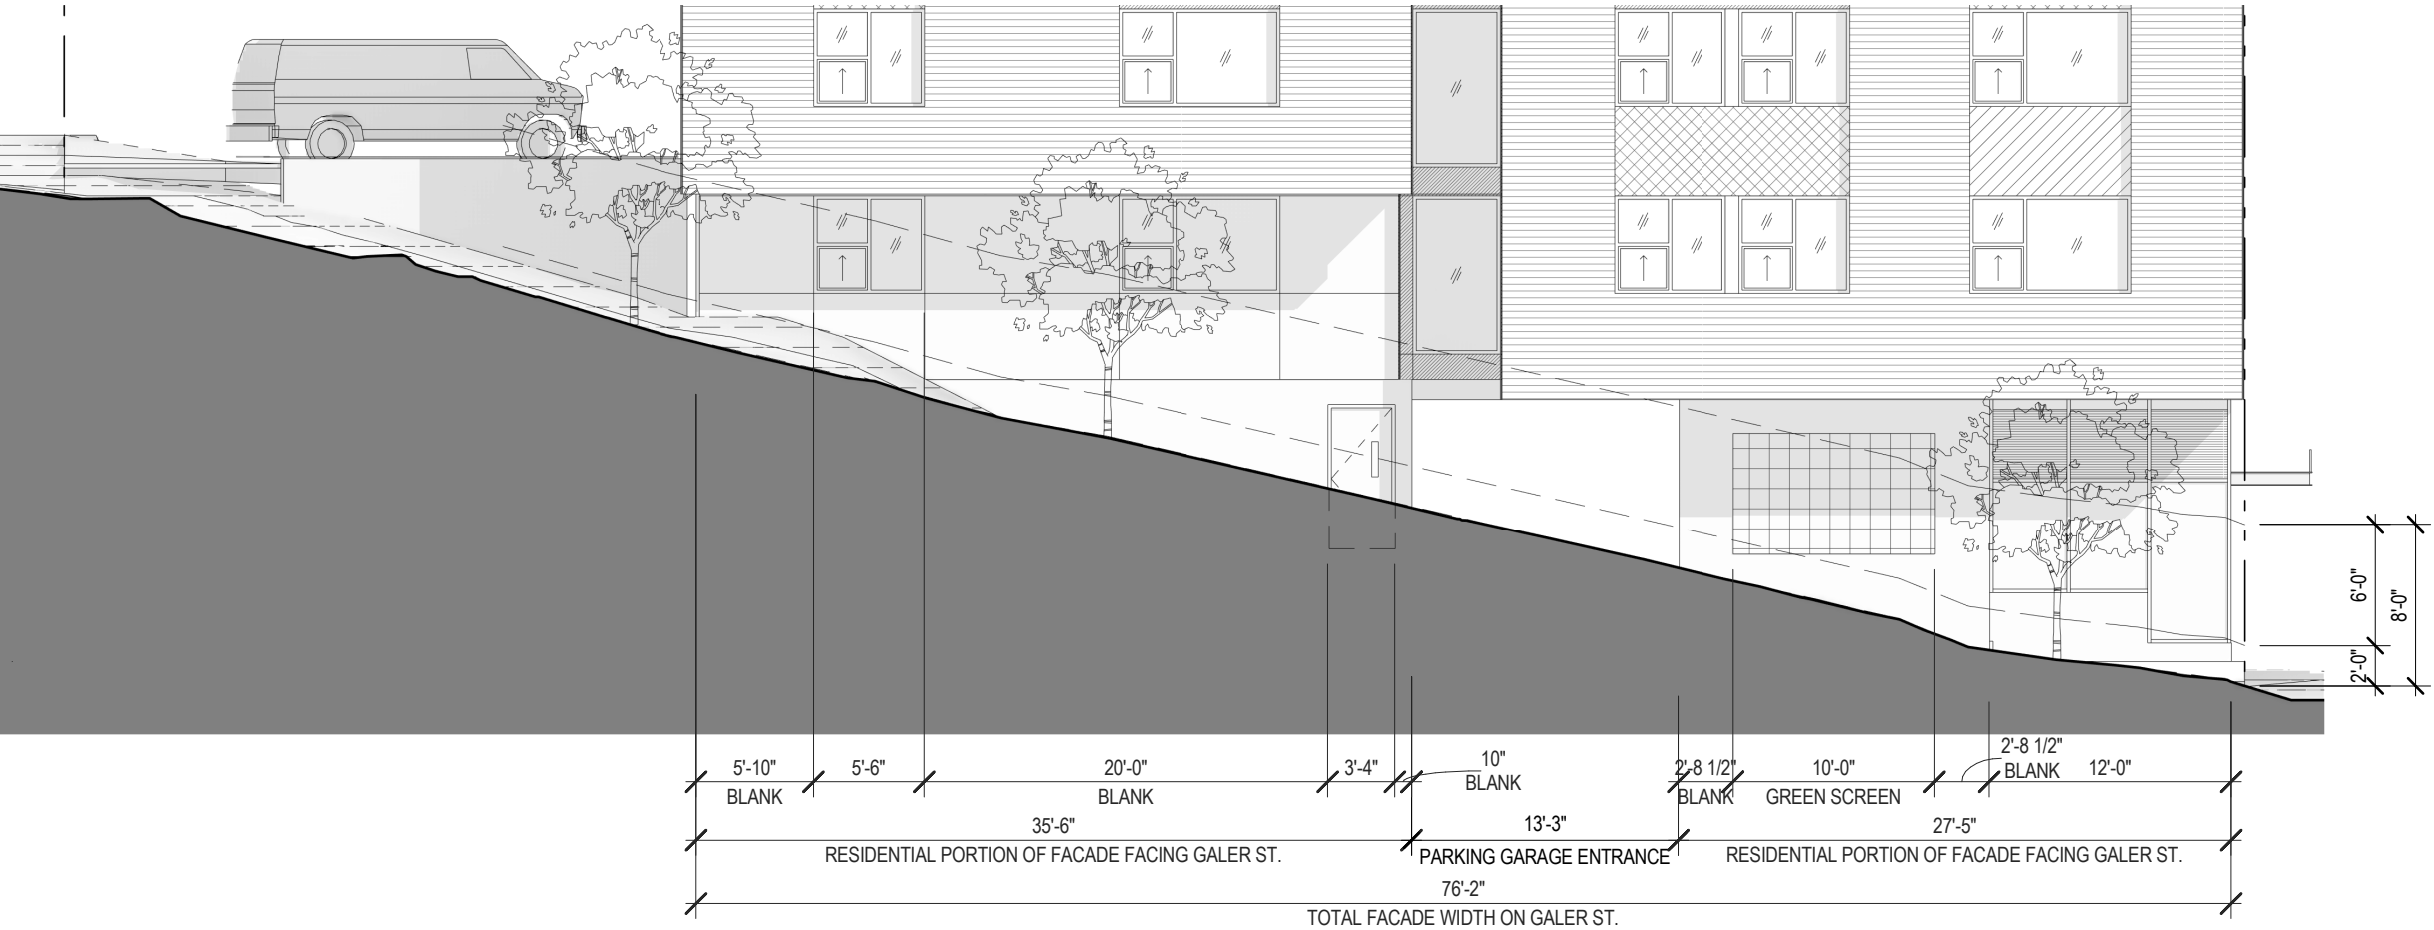 6'-0"
8'-0"
2'-0"
5'-10"
BLANK
5'-6"
20'-0"
BLANK
3'-4"
10"
BLANK
2'-8 1/2"
BLANK
10'-0"
GREEN SCREEN
2'-8 1/2"
BLANK
12'-0"
35'-6"
RESIDENTIAL PORTION OF FACADE FACING GALER ST.
13'-3"
PARKING GARAGE ENTRANCE
27'-5"
RESIDENTIAL PORTION OF FACADE FACING GALER ST.
76'-2"
TOTAL FACADE WIDTH ON GALER ST.